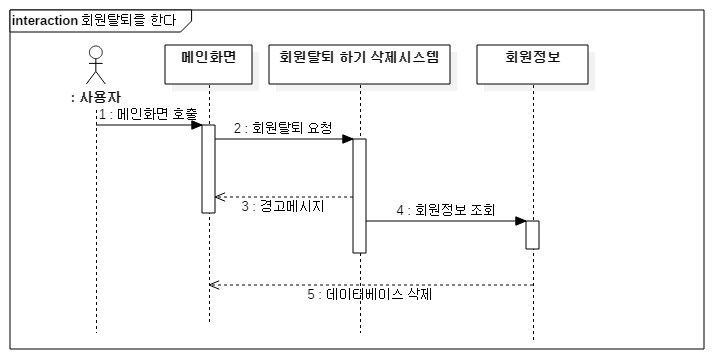 interaction 회원탈퇴를 한다
메인화면
회원탈퇴 하기 삭제시스템
회원정보
: 사용자
1 : 메인화면 호출
2 : 회원탈퇴 요청
3 : 경고메시지
4 : 회원정보 조회
5 : 데이터베이스 삭제